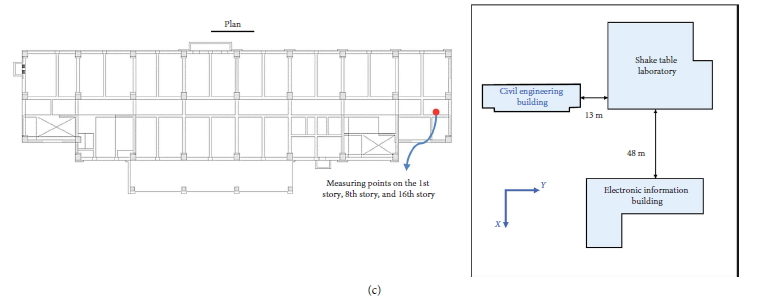 Plan
Measuring points on the 1st
story, 8th story, and 16th story
Shake table
laboratory
Civil engineering
building
13 m
48 m
Electronic information
building
Y
X
(c)